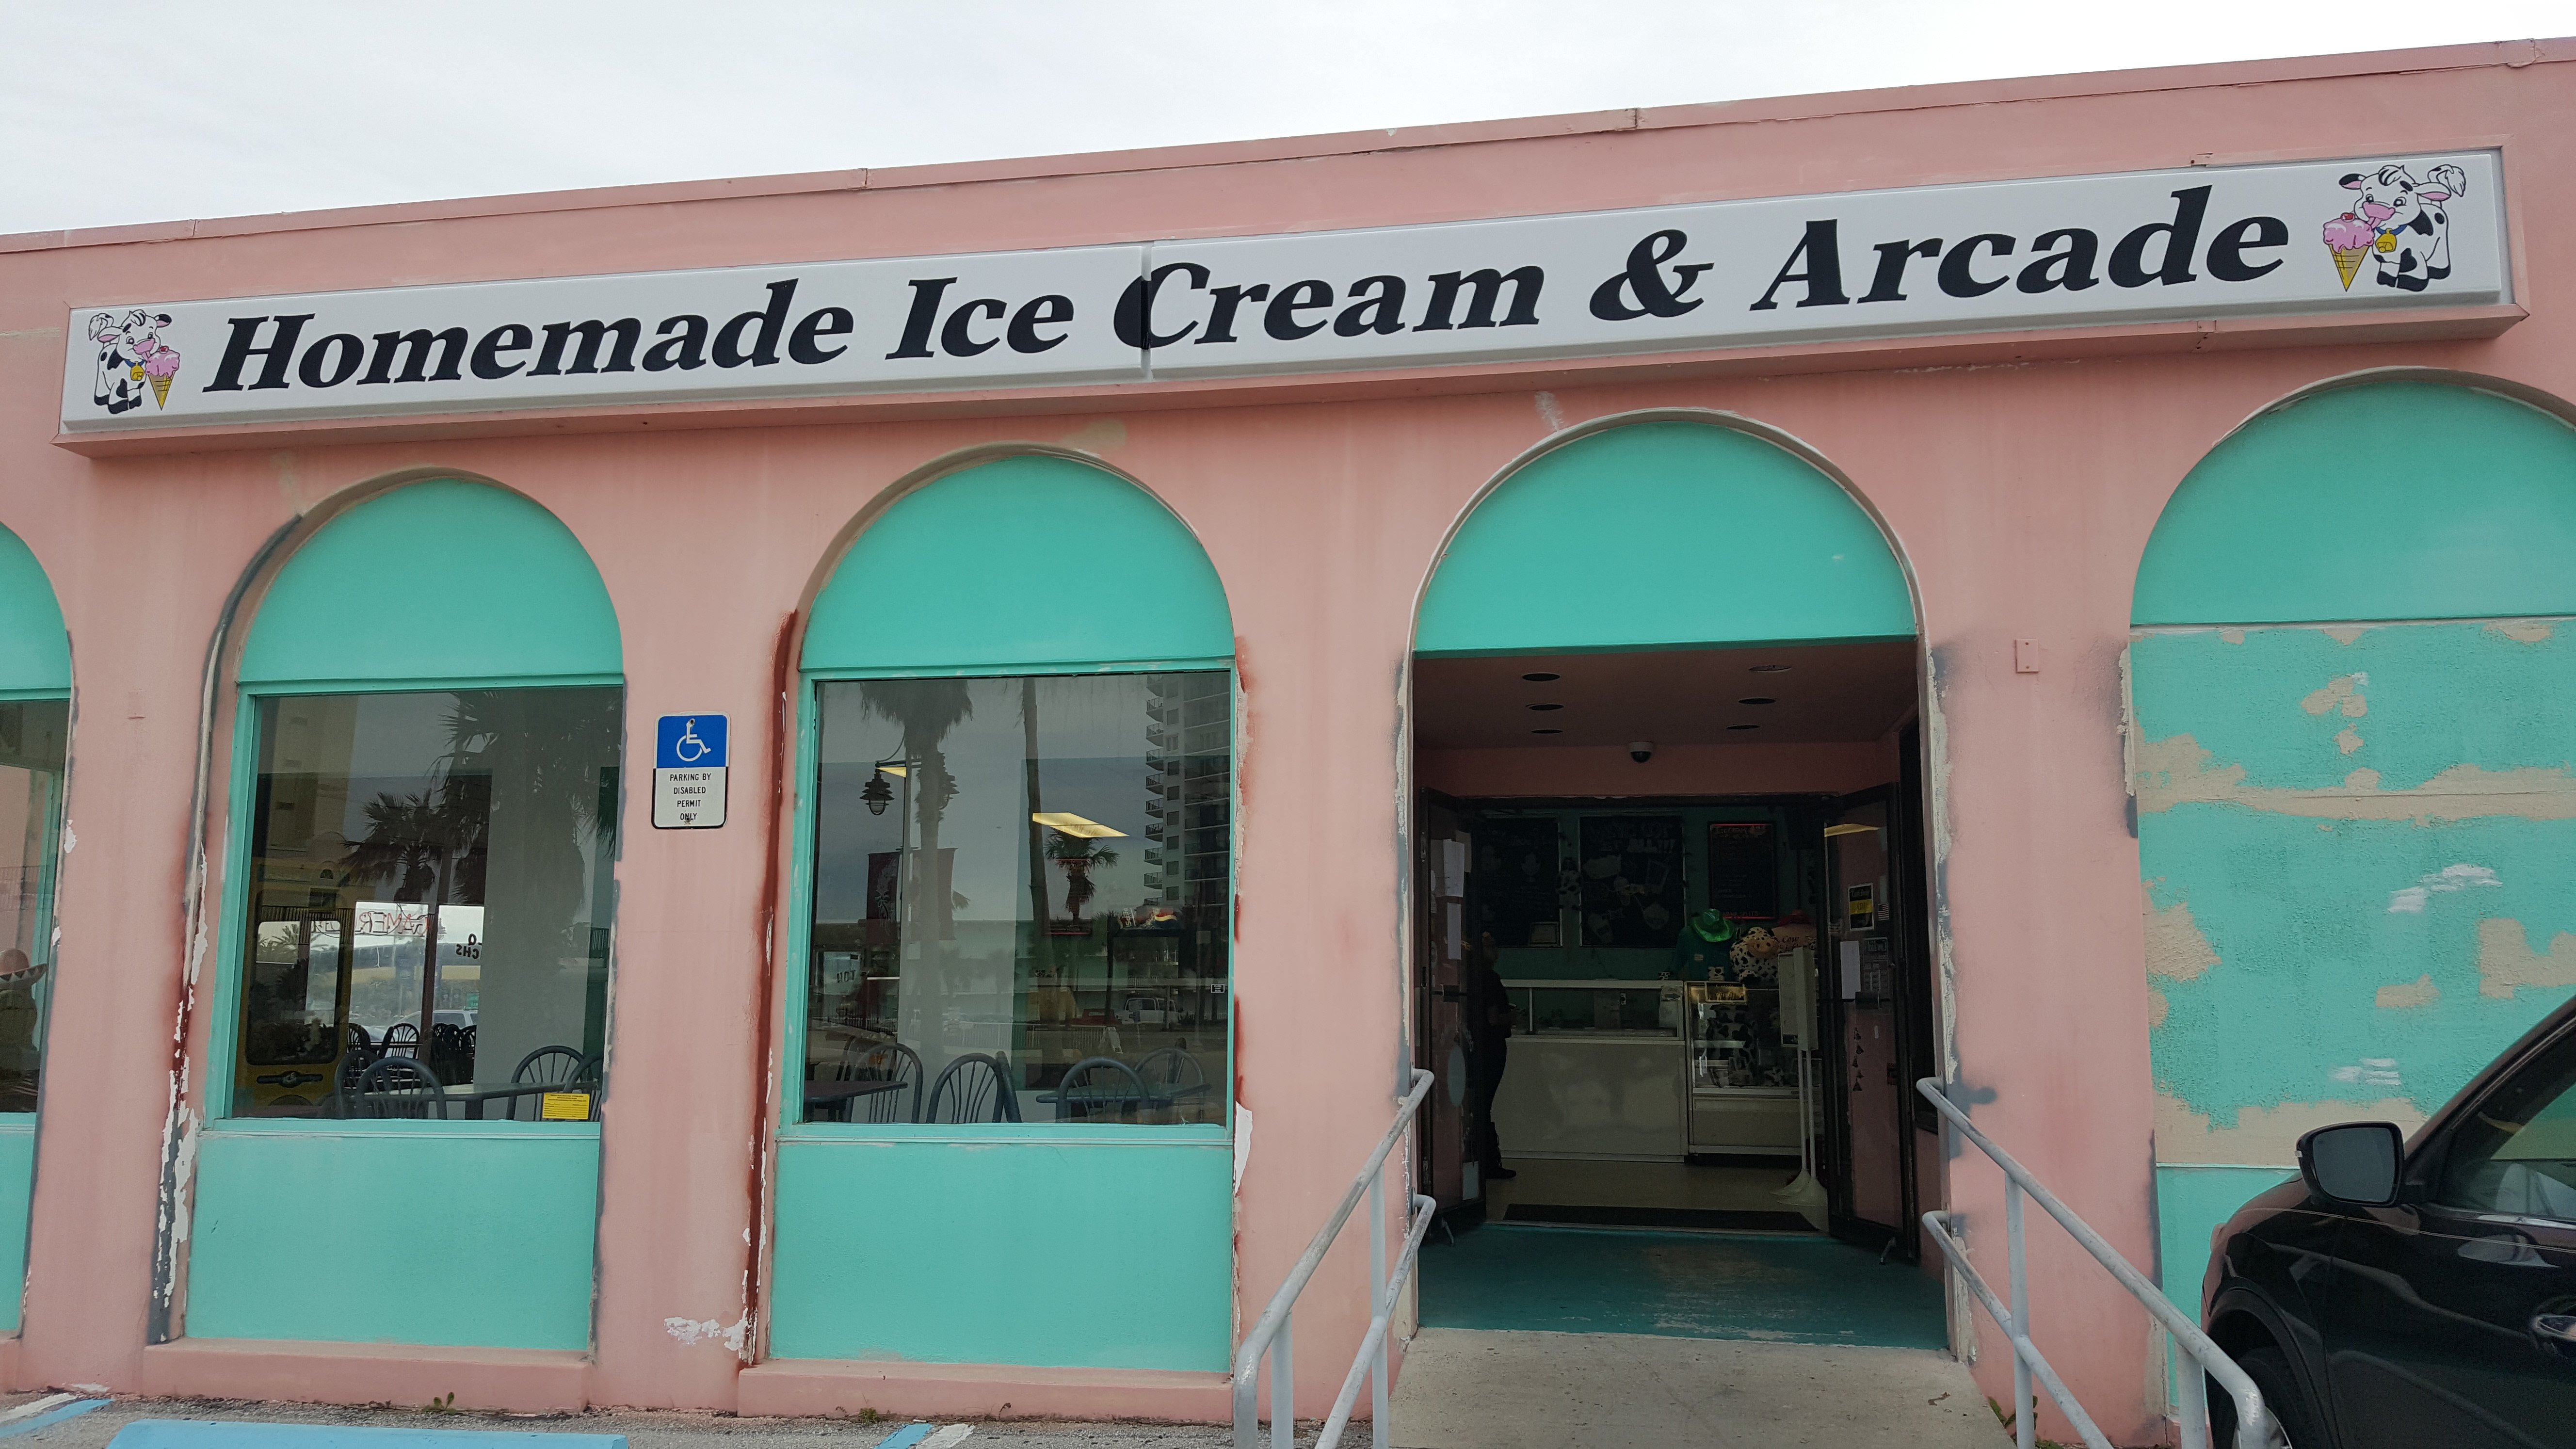 Homemade Ice Cream & Arcade
PARKING BY
DISABLED
PERMIT
ONLY